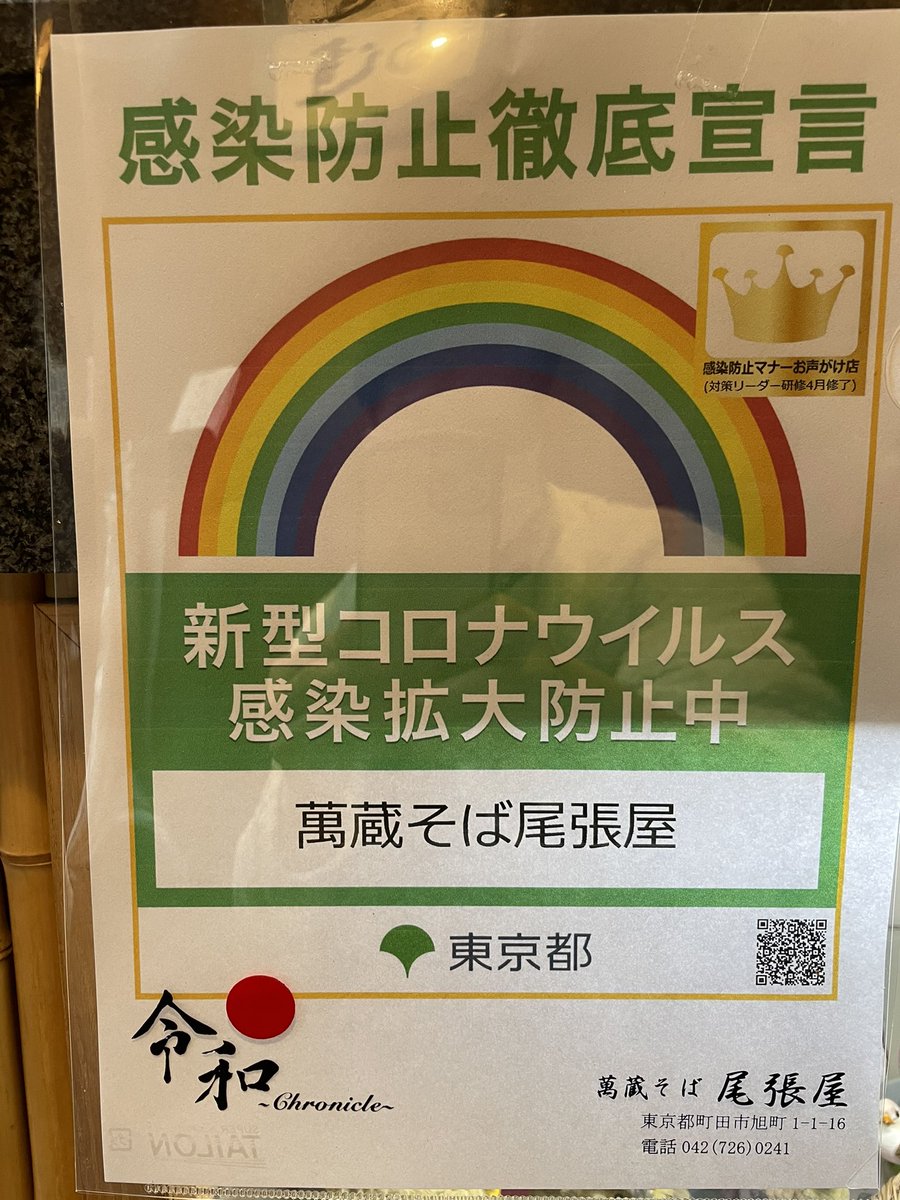 感染防止徹底宣言
感染防止マナーお声がけ店
(対策リーダー研修4月修了)
新型コロナウイルス
感染拡大防止中
萬蔵そば尾張屋
東京都
令和
~Chronicle~
萬蔵そば 尾張屋
東京都町田市旭町 1-1-16
電話 042(726)0241
TAILON